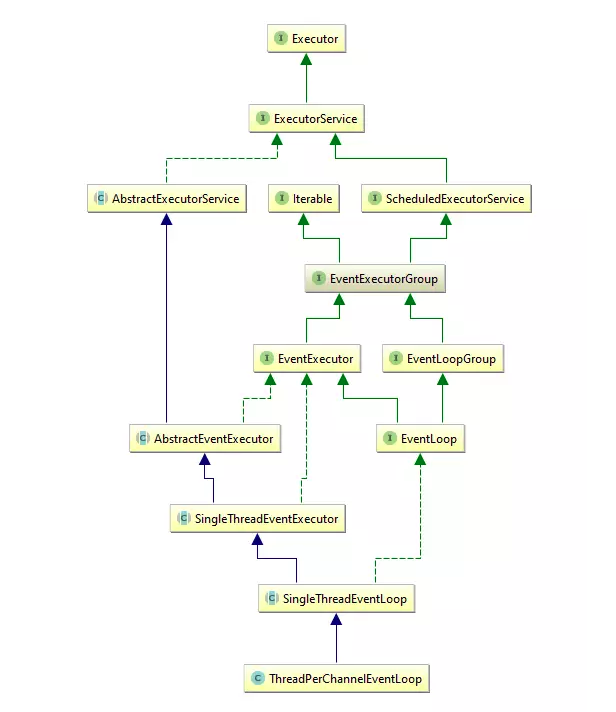 I Executor
I ExecutorService
C AbstractExecutorService
I Iterable
I ScheduledExecutorService
I EventExecutorGroup
I EventExecutor
I EventLoopGroup
C AbstractEventExecutor
I EventLoop
C SingleThreadEventExecutor
C SingleThreadEventLoop
C ThreadPerChannelEventLoop